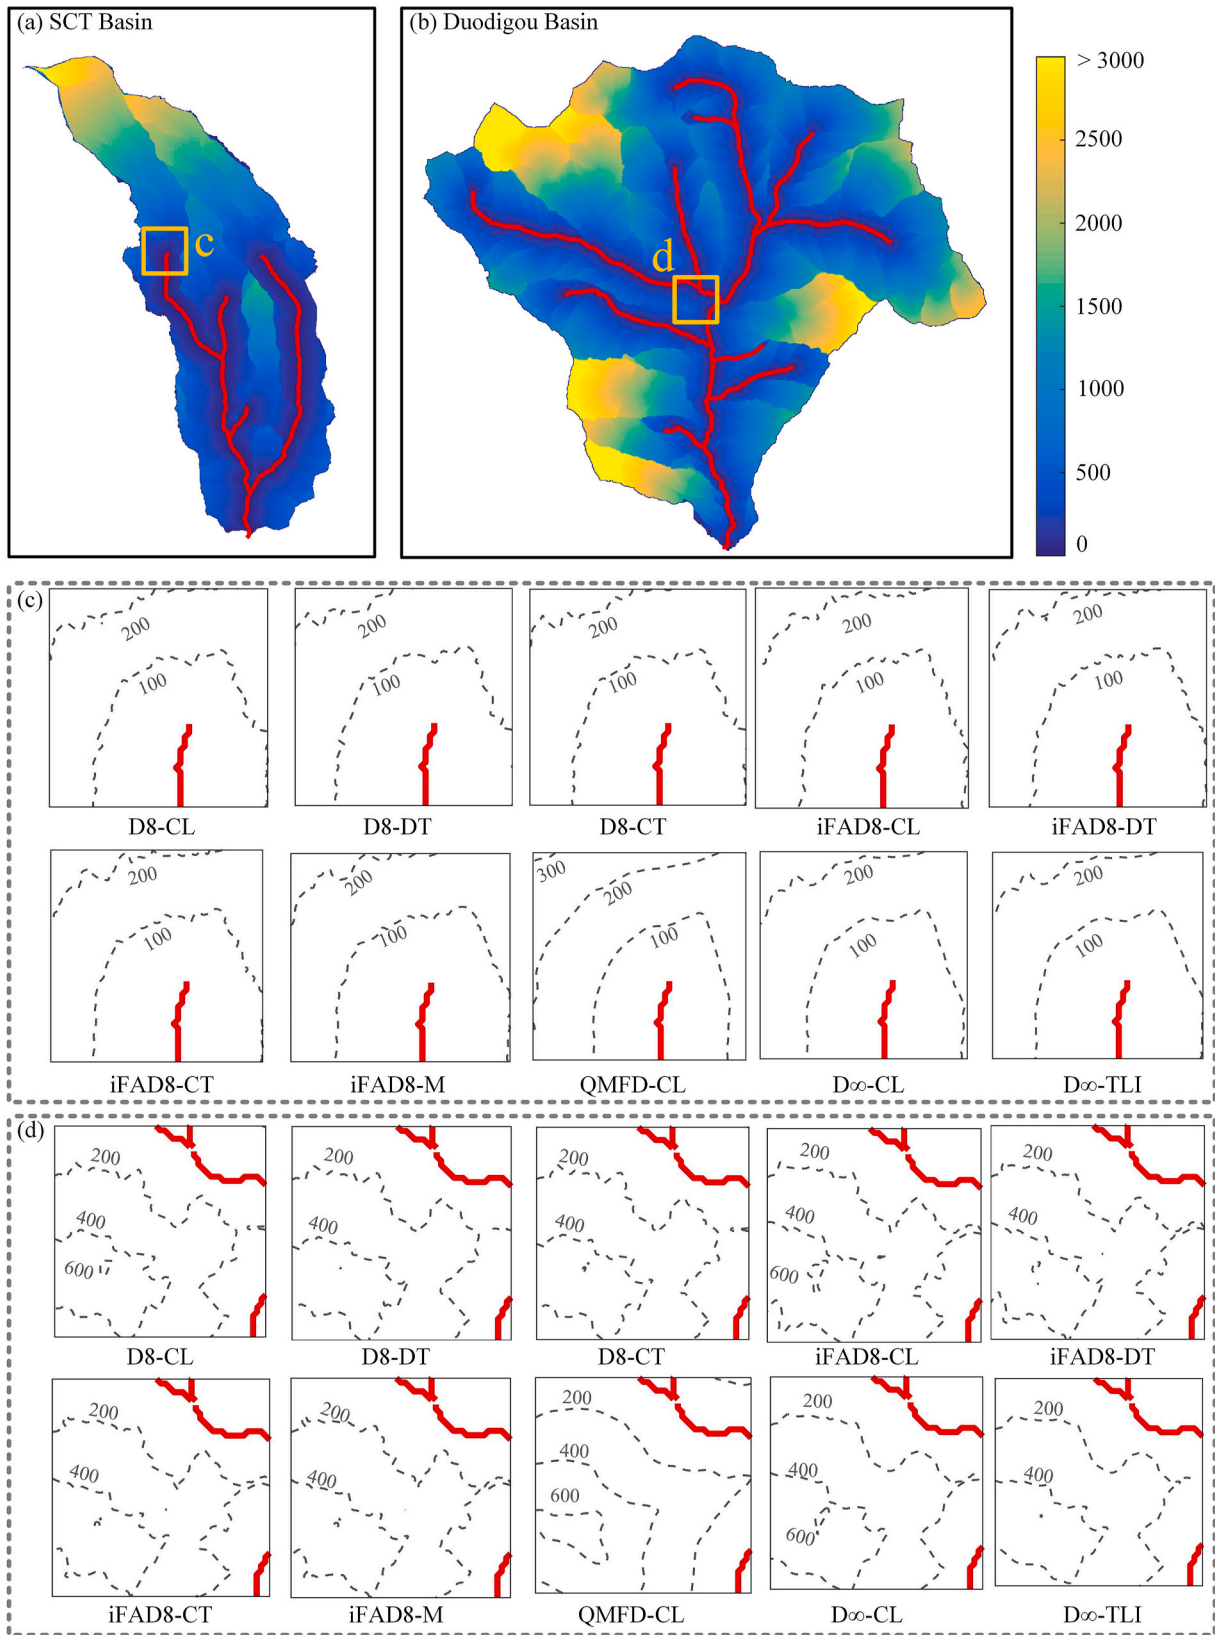 (a) SCT Basin
(b) Duodigou Basin
> 3000
2500
2000
1500
1000
500
0
c
d
(c)
200
100
200
100
200
100
200
100
200
100
D8-CL
D8-DT
D8-CT
iFAD8-CL
iFAD8-DT
200
100
200
100
300
200
100
200
100
200
100
iFAD8-CT
iFAD8-M
QMFD-CL
D∞-CL
D∞-TLI
(d)
200
400
600
200
400
200
400
200
400
600
200
400
D8-CL
D8-DT
D8-CT
iFAD8-CL
iFAD8-DT
200
400
200
400
200
400
600
200
400
600
200
400
iFAD8-CT
iFAD8-M
QMFD-CL
D∞-CL
D∞-TLI